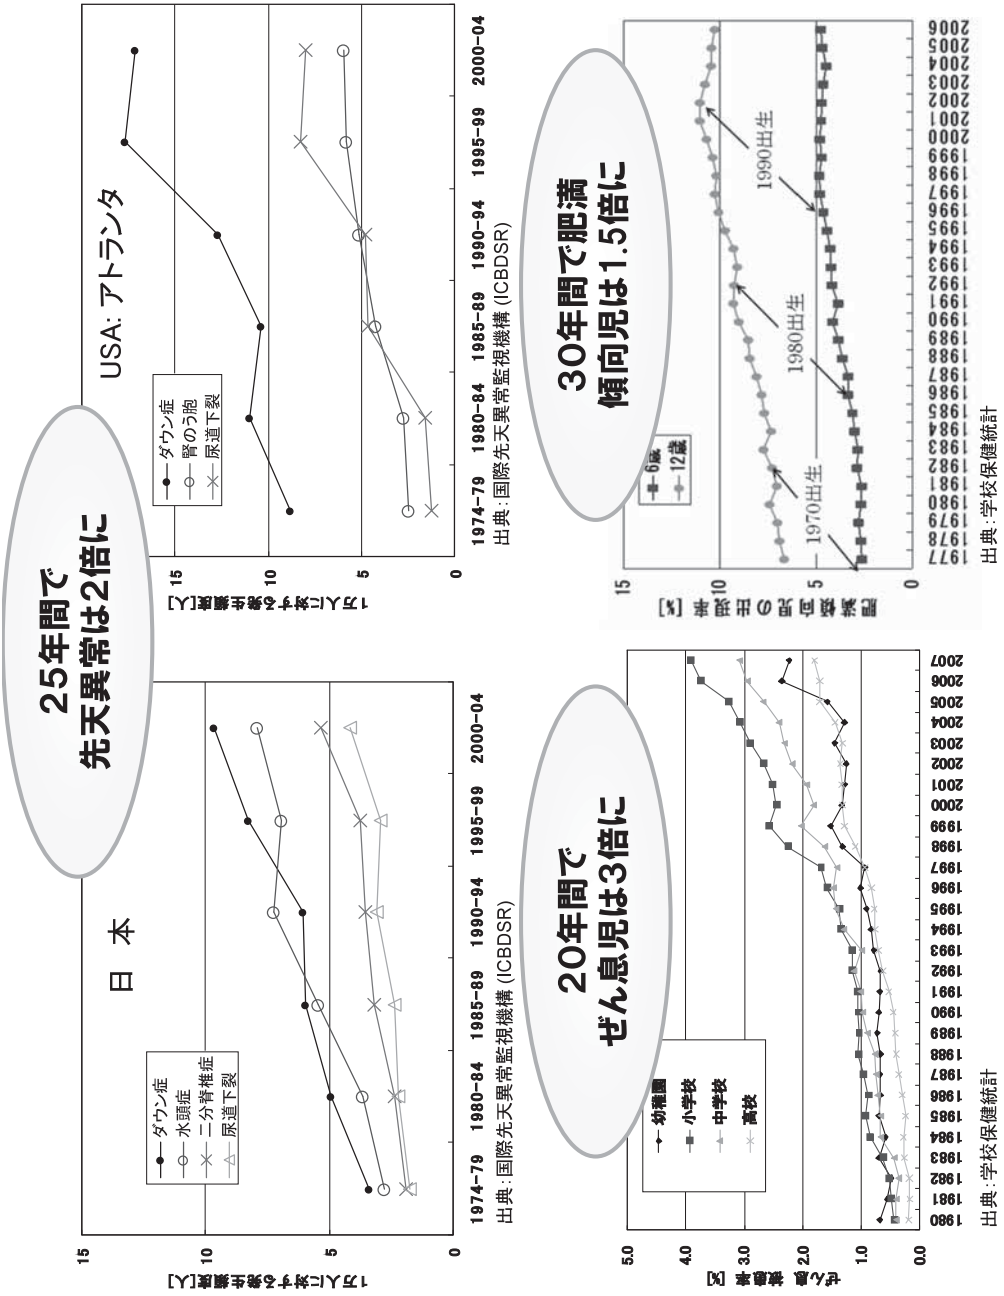 25年間で
先天異常は2倍に
日 本
1万人に対する発生頻度[人]
15
10
5
0
ダウン症
水頭症
二分脊椎症
尿道下裂
1974-79
1980-84
1985-89
1990-94
1995-99
2000-04
出典:国際先天異常監視機構 (ICBDSR)
USA: アトランタ
1万人に対する発生頻度[人]
15
10
5
0
ダウン症
腎のう胞
尿道下裂
1974-79
1980-84
1985-89
1990-94
1995-99
2000-04
出典:国際先天異常監視機構 (ICBDSR)
20年間で
ぜん息児は3倍に
ぜん息 被患率 [%]
5.0
4.0
3.0
2.0
1.0
0.0
幼稚園
小学校
中学校
高校
1980
1981
1982
1983
1984
1985
1986
1987
1988
1989
1990
1991
1992
1993
1994
1995
1996
1997
1998
1999
2000
2001
2002
2003
2004
2005
2006
2007
出典:学校保健統計
30年間で肥満
傾向児は1.5倍に
肥満傾向児の出現率 [%]
15
10
5
0
6歳
12歳
1970出生
1980出生
1990出生
1977
1978
1979
1980
1981
1982
1983
1984
1985
1986
1987
1988
1989
1990
1991
1992
1993
1994
1995
1996
1997
1998
1999
2000
2001
2002
2003
2004
2005
2006
出典:学校保健統計